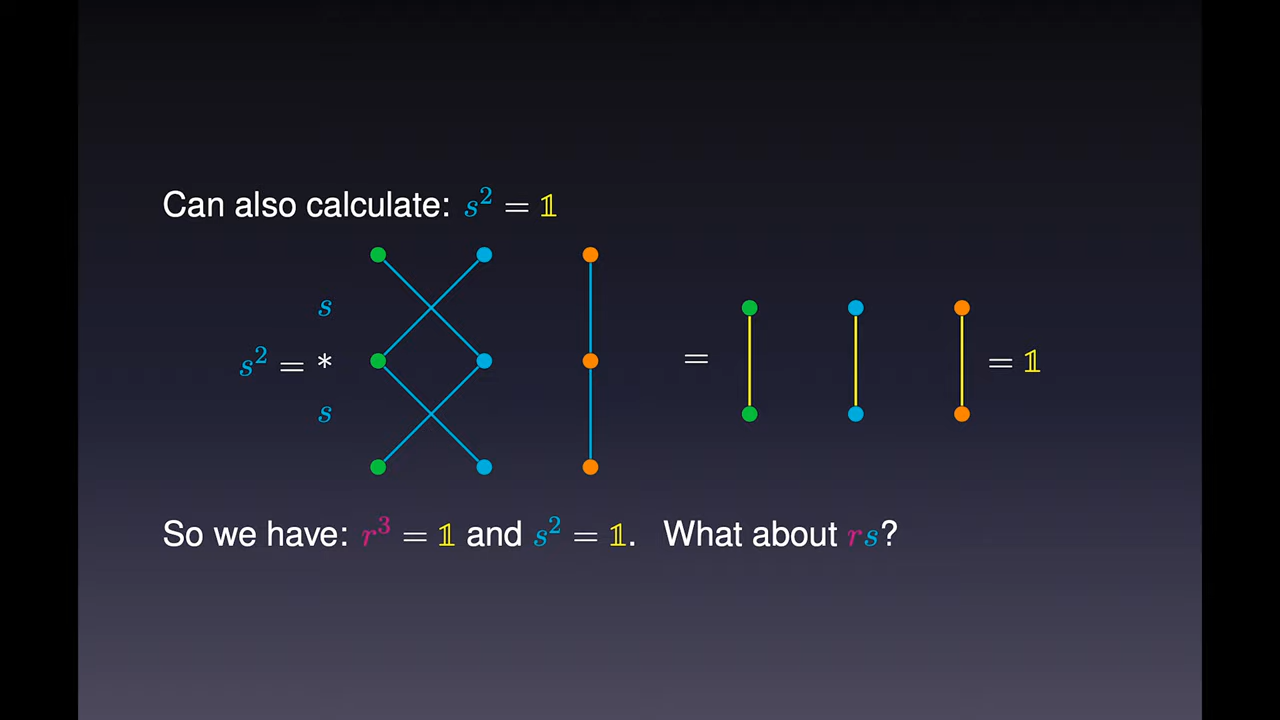 Can also calculate: s² = 𝟙
s
s² = *
s
=
= 𝟙
So we have: r³ = 𝟙 and s² = 𝟙. What about rs?